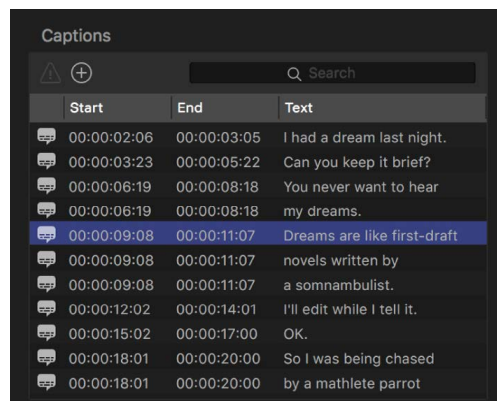 Captions
Search
Start End Text
00:00:02:06 00:00:03:05 I had a dream last night.
00:00:03:23 00:00:05:22 Can you keep it brief?
00:00:06:19 00:00:08:18 You never want to hear
00:00:06:19 00:00:08:18 my dreams.
00:00:09:08 00:00:11:07 Dreams are like first-draft
00:00:09:08 00:00:11:07 novels written by
00:00:09:08 00:00:11:07 a somnambulist.
00:00:12:02 00:00:14:01 I'll edit while I tell it.
00:00:15:02 00:00:17:00 OK.
00:00:18:01 00:00:20:00 So I was being chased
00:00:18:01 00:00:20:00 by a mathlete parrot